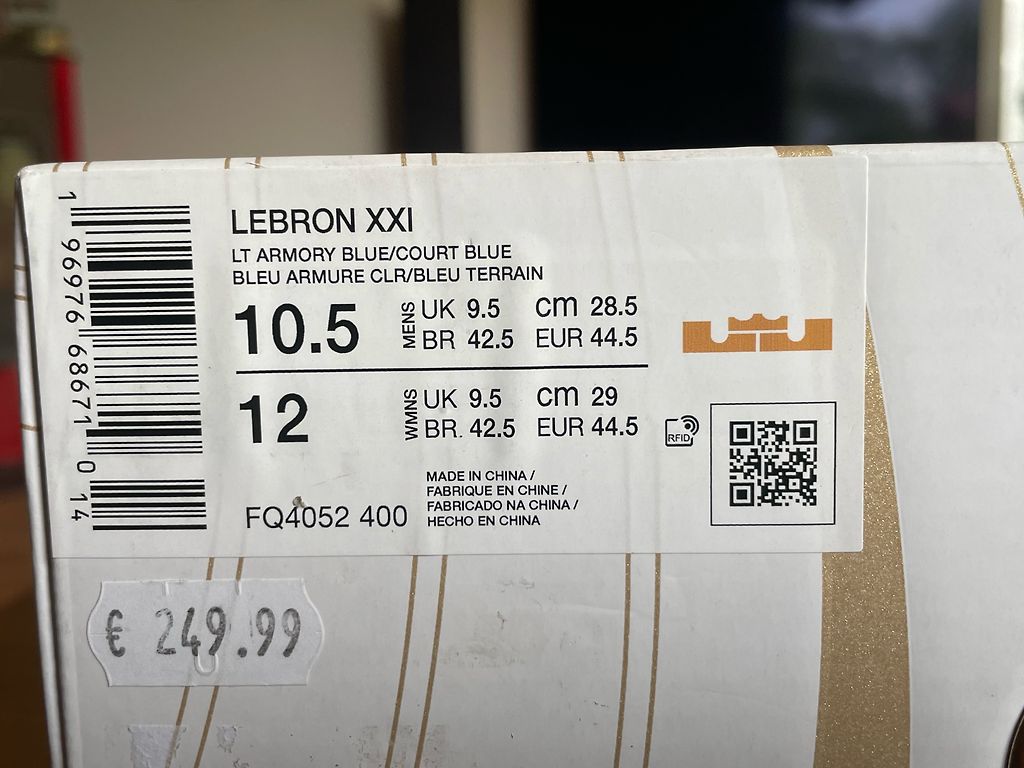 LEBRON XXI
LT ARMORY BLUE/COURT BLUE
BLEU ARMURE CLR/BLEU TERRAIN
10.5 MENS UK 9.5 cm 28.5
BR 42.5 EUR 44.5
12 WMNS UK 9.5 cm 29
BR. 42.5 EUR 44.5
RFID
MADE IN CHINA /
FABRIQUE EN CHINE /
FABRICADO NA CHINA /
HECHO EN CHINA
FQ4052 400
1 96976 68671 0 14
€ 249.99